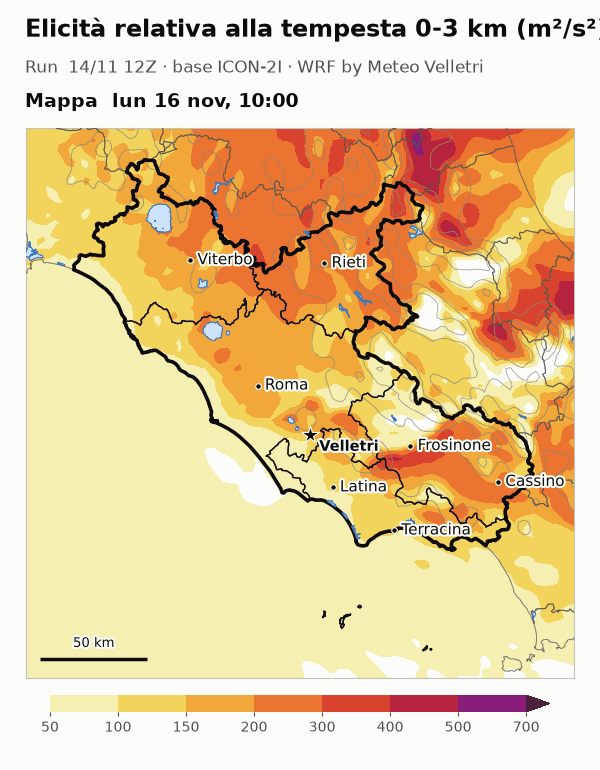 Elicità relativa alla tempesta 0-3 km (m²/s²)
Run  14/11 12Z · base ICON-2I · WRF by Meteo Velletri
Mappa  lun 16 nov, 10:00
Viterbo
Rieti
Roma
Velletri
Frosinone
Latina
Cassino
Terracina
50 km
50 100 150 200 300 400 500 700